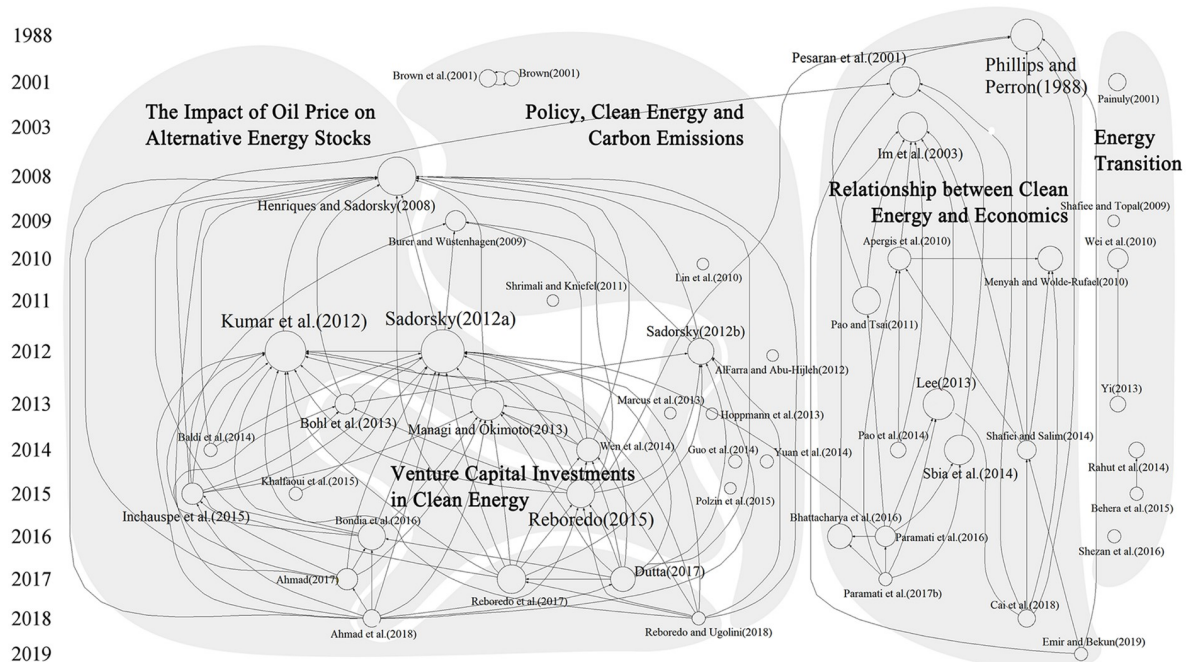 1988
2001
2003
2008
2009
2010
2011
2012
2013
2014
2015
2016
2017
2018
2019
The Impact of Oil Price on
Alternative Energy Stocks
Brown et al.(2001)
Brown(2001)
Policy, Clean Energy and
Carbon Emissions
Pesaran et al.(2001)
Phillips and
Perron(1988)
Painuly(2001)
Energy
Transition
Im et al.(2003)
Relationship between Clean
Energy and Economics
Henriques and Sadorsky(2008)
Burer and Wüstenhagen(2009)
Shafiee and Topal(2009)
Apergis et al.(2010)
Wei et al.(2010)
Lin et al.(2010)
Menyah and Wolde-Rufael(2010)
Shrimali and Kniefel(2011)
Pao and Tsai(2011)
Kumar et al.(2012)
Sadorsky(2012a)
Sadorsky(2012b)
AlFarra and Abu-Hijleh(2012)
Lee(2013)
Yi(2013)
Marcus et al.(2013)
Hoppmann et al.(2013)
Bohl et al.(2013)
Managi and Okimoto(2013)
Baldi et al.(2014)
Wen et al.(2014)
Guo et al.(2014)
Yuan et al.(2014)
Pao et al.(2014)
Shafiei and Salim(2014)
Sbia et al.(2014)
Rahut et al.(2014)
Venture Capital Investments
in Clean Energy
Khalfaoui et al.(2015)
Polzin et al.(2015)
Behera et al.(2015)
Inchauspe et al.(2015)
Bondia et al.(2016)
Reboredo(2015)
Bhattacharya et al.(2016)
Paramati et al.(2016)
Shezan et al.(2016)
Ahmad(2017)
Reboredo et al.(2017)
Dutta(2017)
Paramati et al.(2017b)
Cai et al.(2018)
Ahmad et al.(2018)
Reboredo and Ugolini(2018)
Emir and Bekun(2019)